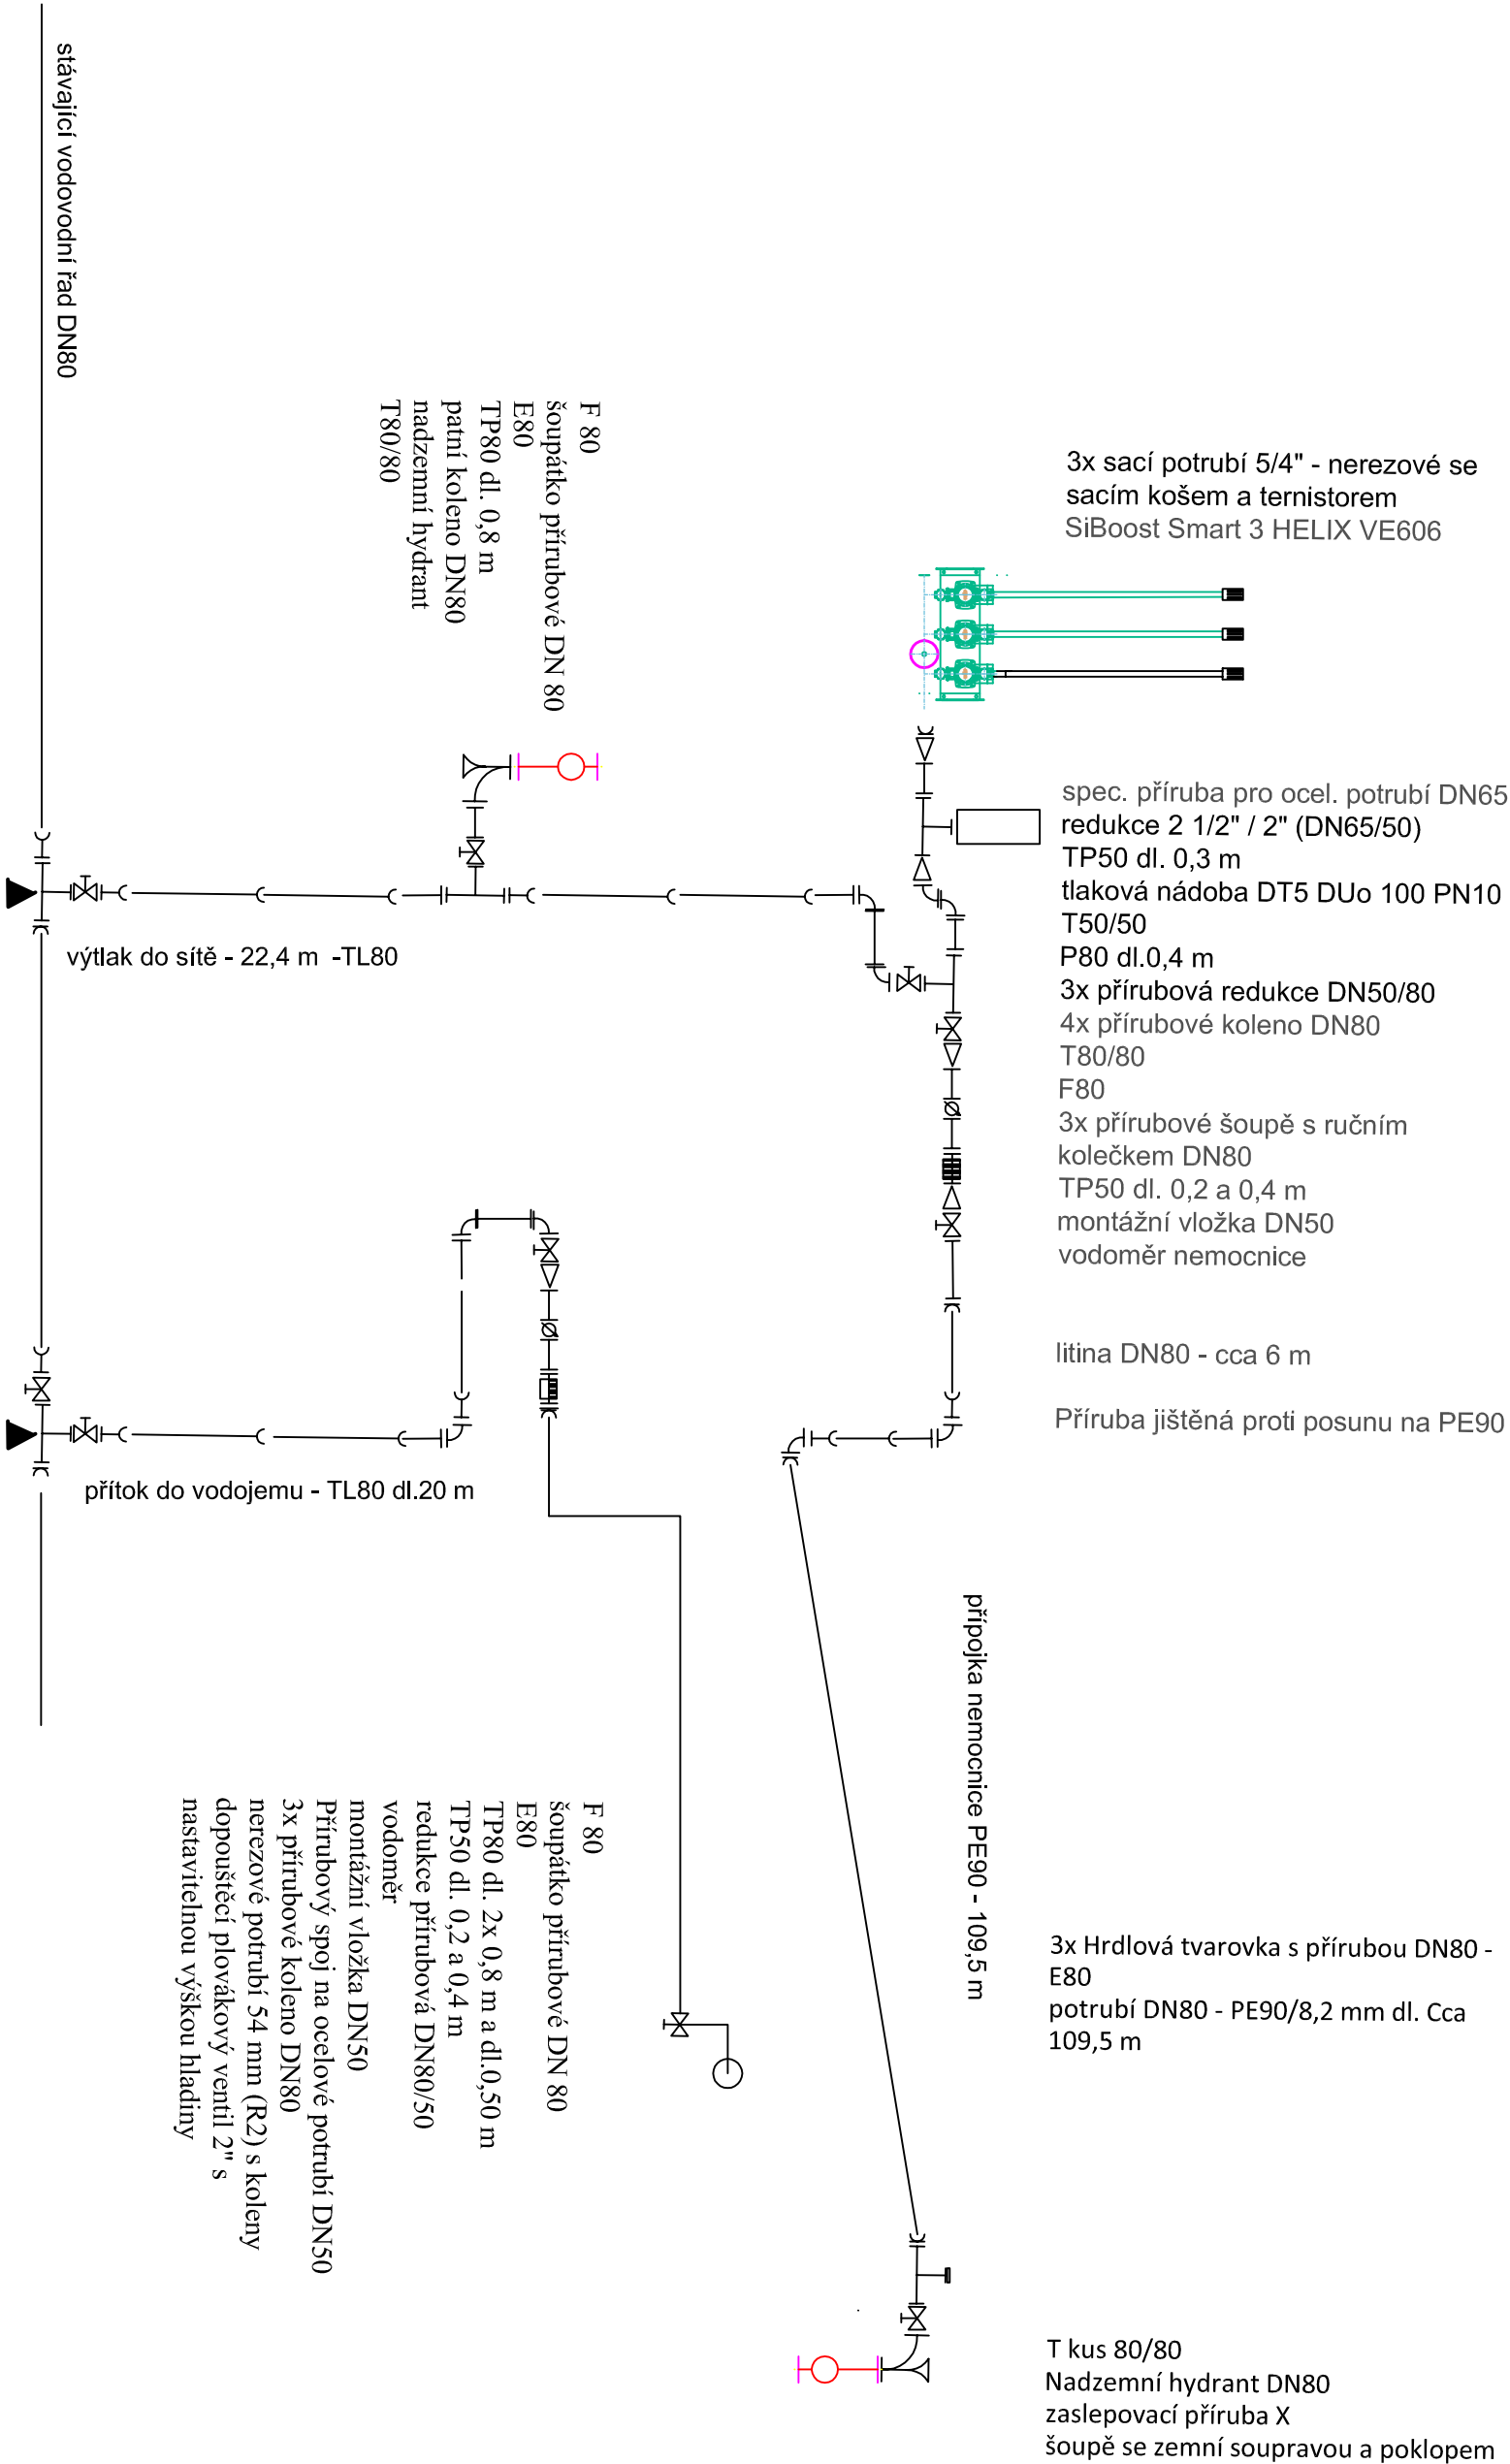 stávající vodovodní řad DN80
F 80
šoupátko přírubové DN 80
E80
TP80 dl. 0,8 m
patní koleno DN80
nadzemní hydrant
T80/80
3x sací potrubí 5/4" - nerezové se
sacím košem a ternistorem
SiBoost Smart 3 HELIX VE606
spec. příruba pro ocel. potrubí DN65
redukce 2 1/2" / 2" (DN65/50)
TP50 dl. 0,3 m
tlaková nádoba DT5 DUo 100 PN10
T50/50
P80 dl.0,4 m
3x přírubová redukce DN50/80
4x přírubové koleno DN80
T80/80
F80
3x přírubové šoupě s ručním
kolečkem DN80
TP50 dl. 0,2 a 0,4 m
montážní vložka DN50
vodoměr nemocnice
litina DN80 - cca 6 m
Příruba jištěná proti posunu na PE90
výtlak do sítě - 22,4 m -TL80
přítok do vodojemu - TL80 dl.20 m
přípojka nemocnice PE90 - 109,5 m
F 80
šoupátko přírubové DN 80
E80
TP80 dl. 2x 0,8 m a dl.0,50 m
TP50 dl. 0,2 a 0,4 m
redukce přírubová DN80/50
vodoměr
montážní vložka DN50
Přírubový spoj na ocelové potrubí DN50
3x přírubové koleno DN80
nerezové potrubí 54 mm (R2) s koleny
dopouštěcí plovákový ventil 2" s
nastavitelnou výškou hladiny
3x Hrdlová tvarovka s přírubou DN80 -
E80
potrubí DN80 - PE90/8,2 mm dl. Cca
109,5 m
T kus 80/80
Nadzemní hydrant DN80
zaslepovací příruba X
šoupě se zemní soupravou a poklopem